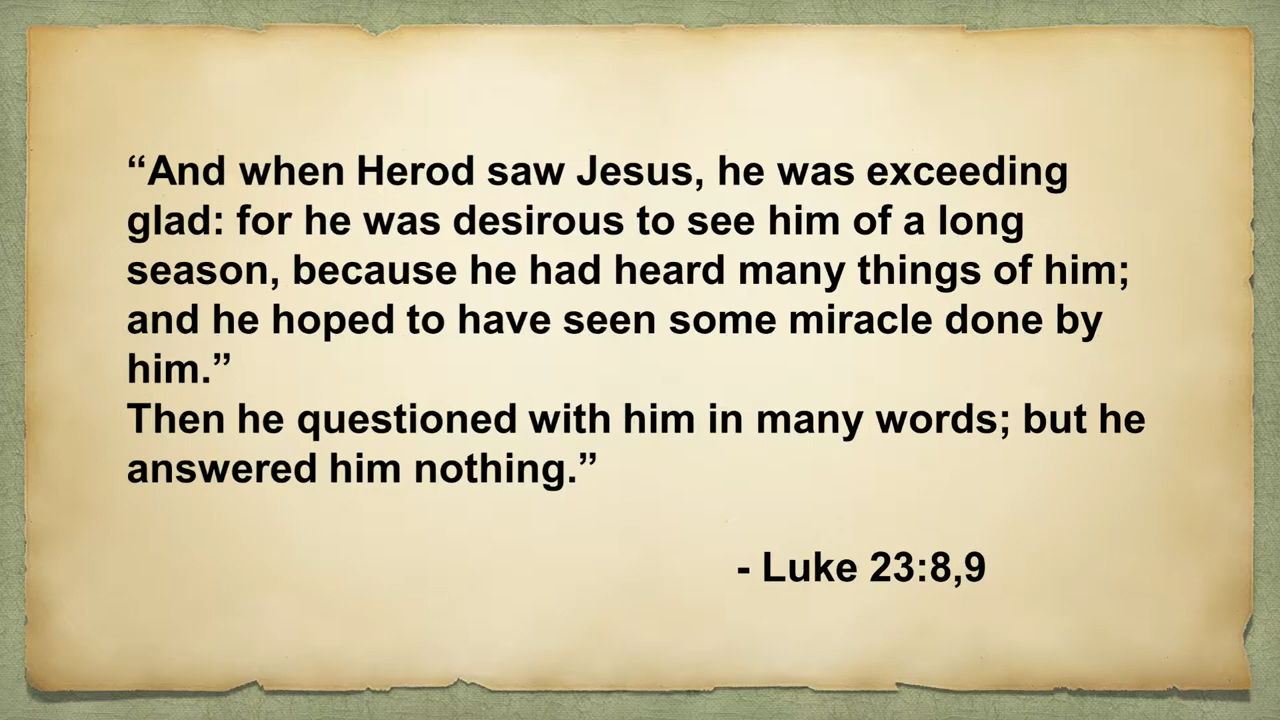 “And when Herod saw Jesus, he was exceeding
glad: for he was desirous to see him of a long
season, because he had heard many things of him;
and he hoped to have seen some miracle done by
him.”
Then he questioned with him in many words; but he
answered him nothing.”
- Luke 23:8,9